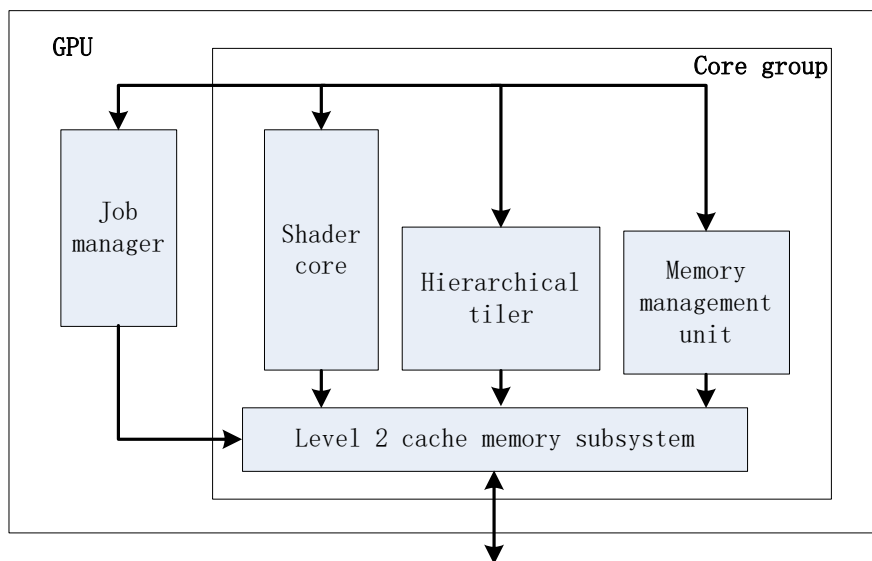 GPU
Core group
Job
manager
Shader
core
Hierarchical
tiler
Memory
management
unit
Level 2 cache memory subsystem